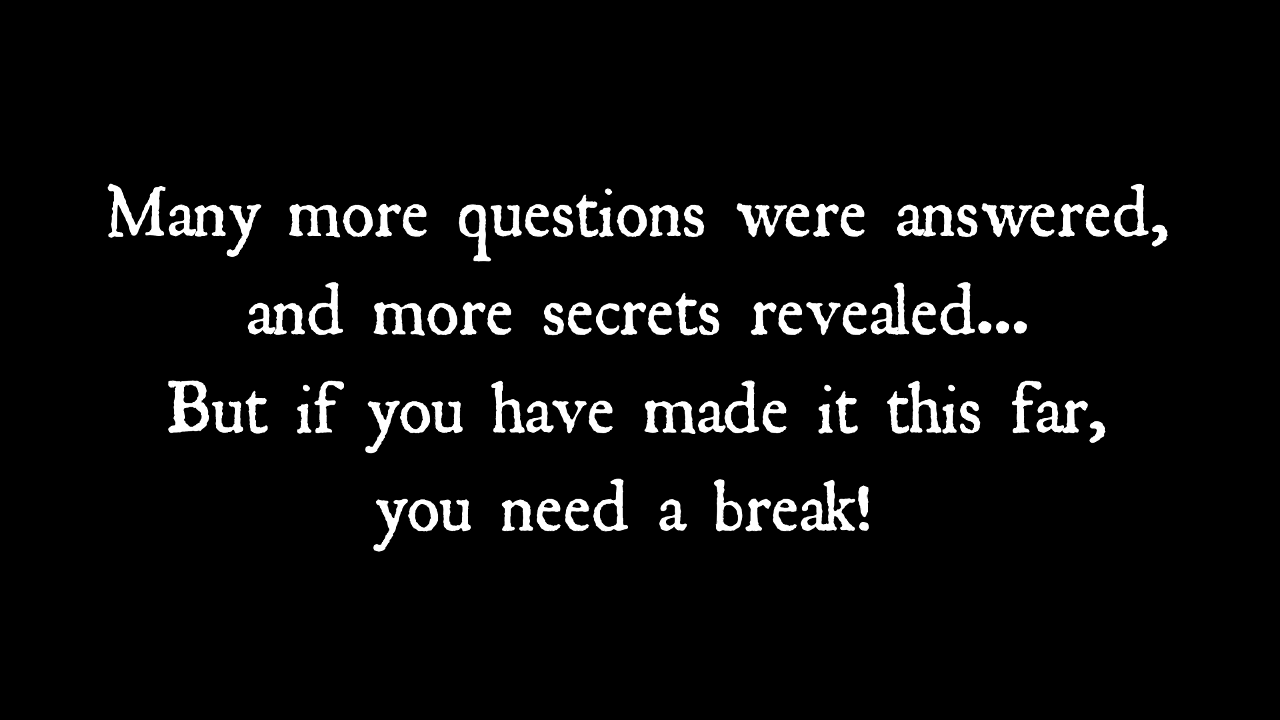 Many more questions were answered,
and more secrets revealed...
But if you have made it this far,
you need a break!